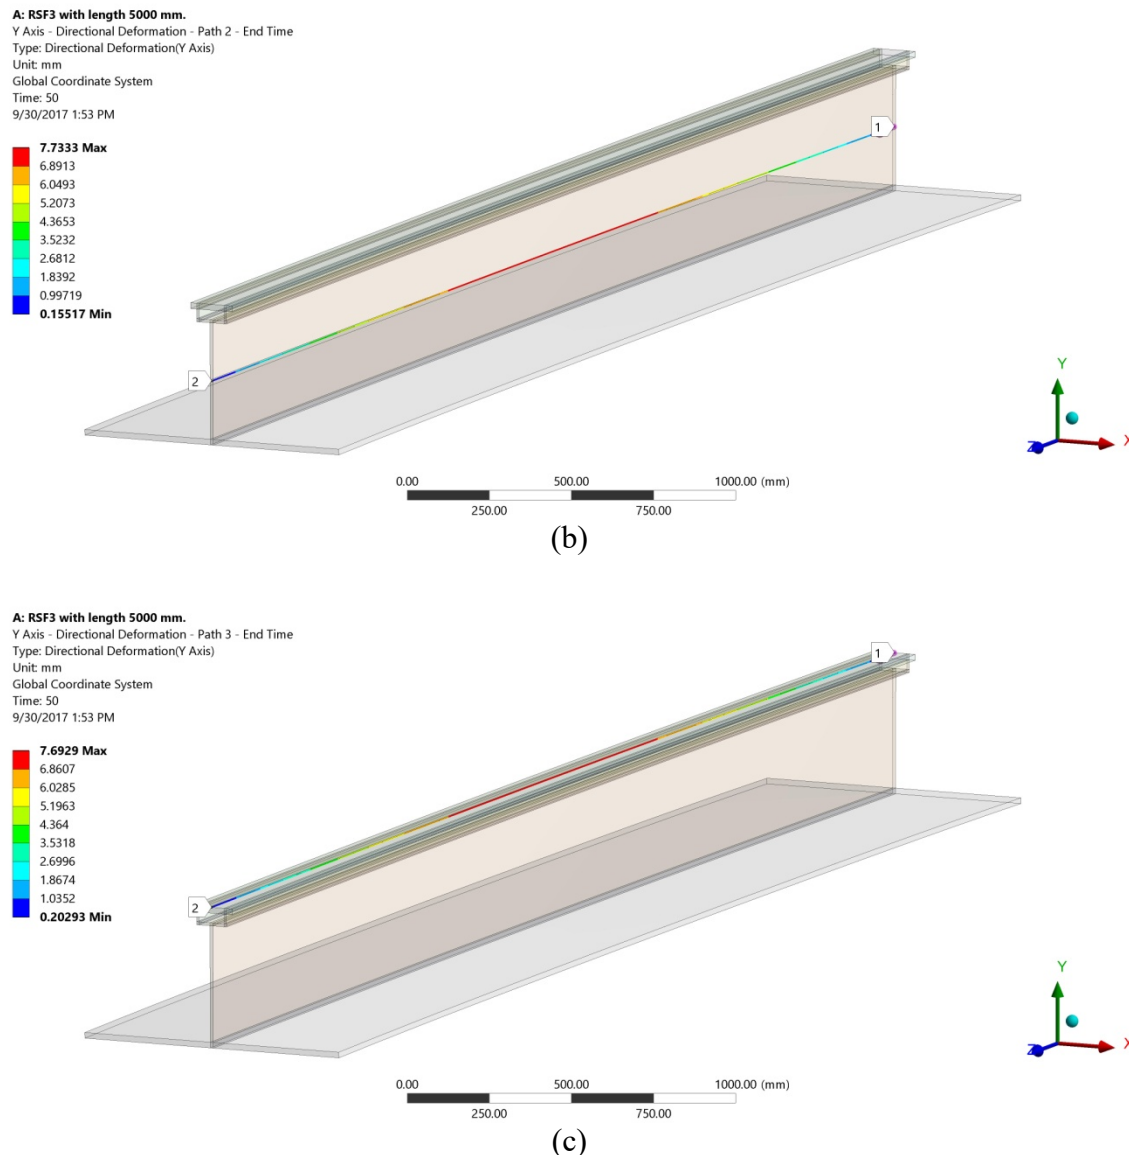 A: RSF3 with length 5000 mm.
Y Axis - Directional Deformation - Path 2 - End Time
Type: Directional Deformation(Y Axis)
Unit: mm
Global Coordinate System
Time: 50
9/30/2017 1:53 PM
7.7333 Max
6.8913
6.0493
5.2073
4.3653
3.5232
2.6812
1.8392
0.99719
0.15517 Min
1
2
Y
Z
X
0.00 500.00 1000.00 (mm)
250.00 750.00
(b)
A: RSF3 with length 5000 mm.
Y Axis - Directional Deformation - Path 3 - End Time
Type: Directional Deformation(Y Axis)
Unit: mm
Global Coordinate System
Time: 50
9/30/2017 1:53 PM
7.6929 Max
6.8607
6.0285
5.1963
4.364
3.5318
2.6996
1.8674
1.0352
0.20293 Min
1
2
Y
Z
X
0.00 500.00 1000.00 (mm)
250.00 750.00
(c)